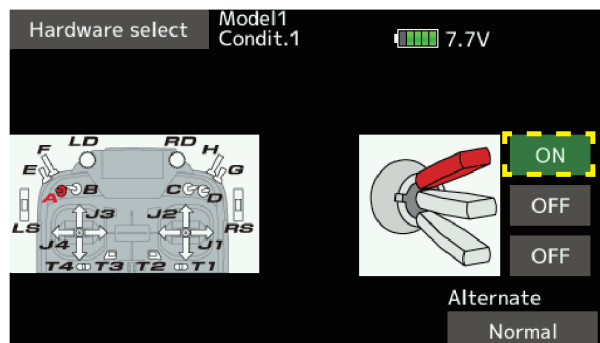 Hardware select
Model1
Condit.1
7.7V
LD RD
F H
E G
A B C D
J3 J2
LS RS
J4 J1
T4 T3 T2 T1
ON
OFF
OFF
Alternate
Normal